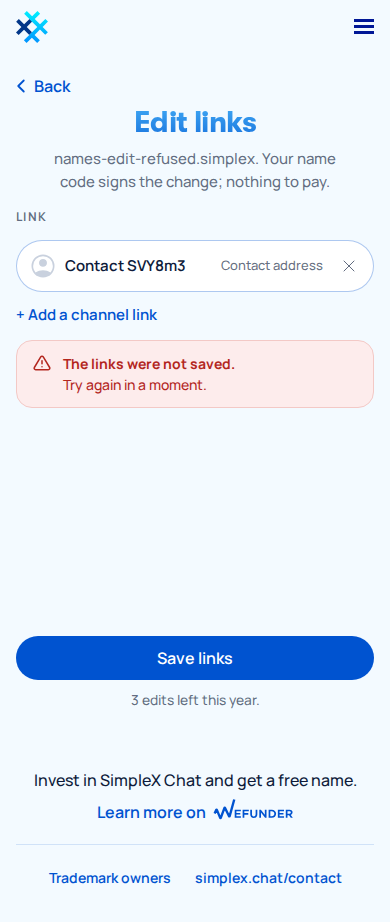 Back
Edit links
names-edit-refused.simplex. Your name
code signs the change; nothing to pay.
LINK
Contact SVY8m3 Contact address
+ Add a channel link
The links were not saved.
Try again in a moment.
Save links
3 edits left this year.
Invest in SimpleX Chat and get a free name.
Learn more on WEFUNDER
Trademark owners simplex.chat/contact